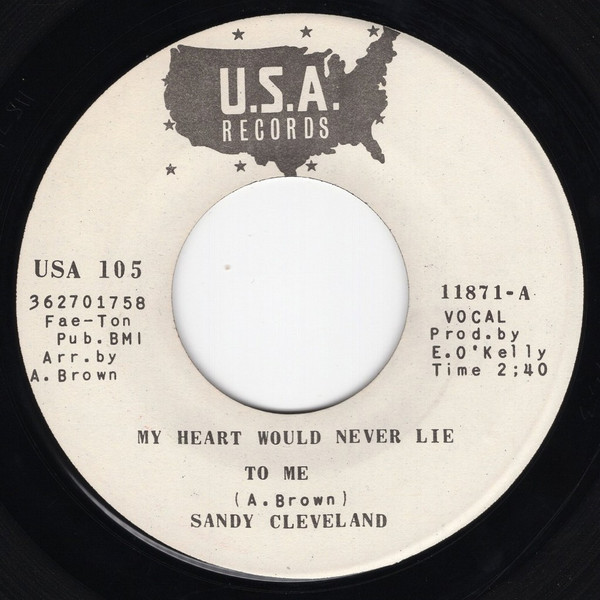 U.S.A.
RECORDS
USA 105
362701758
Fae-Ton
Pub.BMI
Arr.by
A.Brown
11871-A
VOCAL
Prod.by
E.O'Kelly
Time 2;40
MY HEART WOULD NEVER LIE
TO ME
(A.Brown)
SANDY CLEVELAND